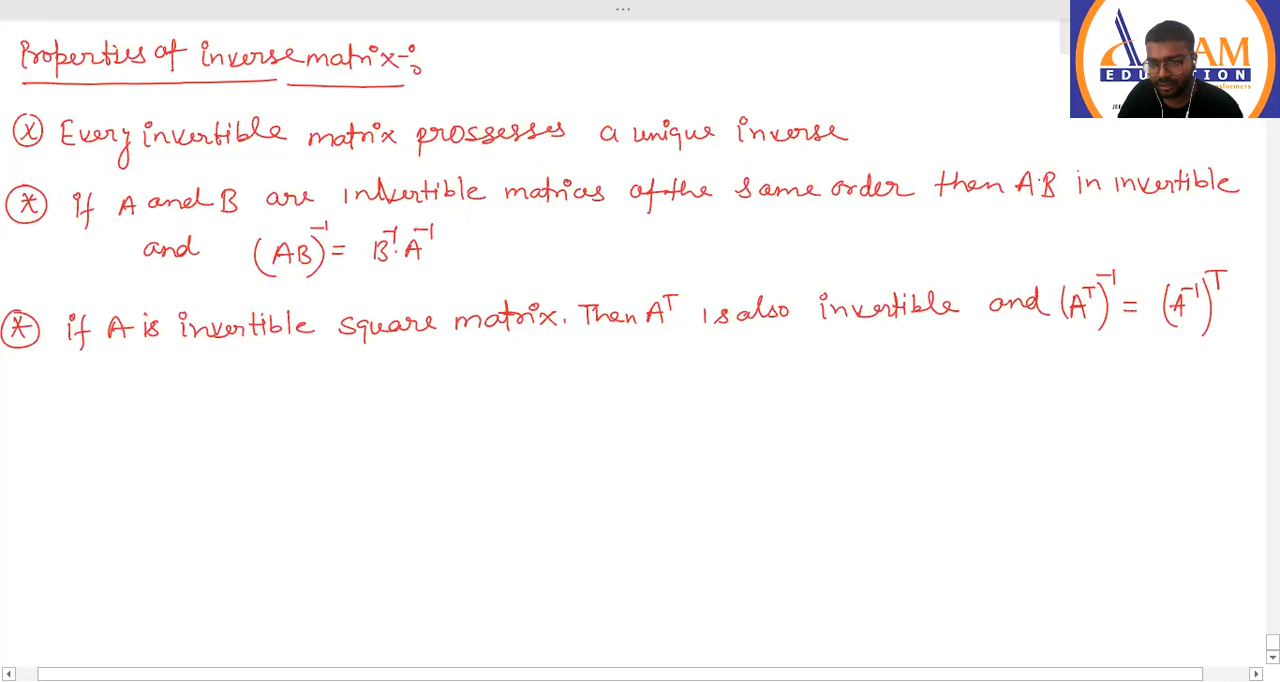 Properties of inverse matrix :-
Every invertible matrix prossesses a unique inverse
If A and B are invertible matrices of the same order then A·B in invertible
and (AB)⁻¹ = B⁻¹·A⁻¹
if A is invertible square matrix. Then Aᵀ is also invertible and (Aᵀ)⁻¹ = (A⁻¹)ᵀ
EDU TION